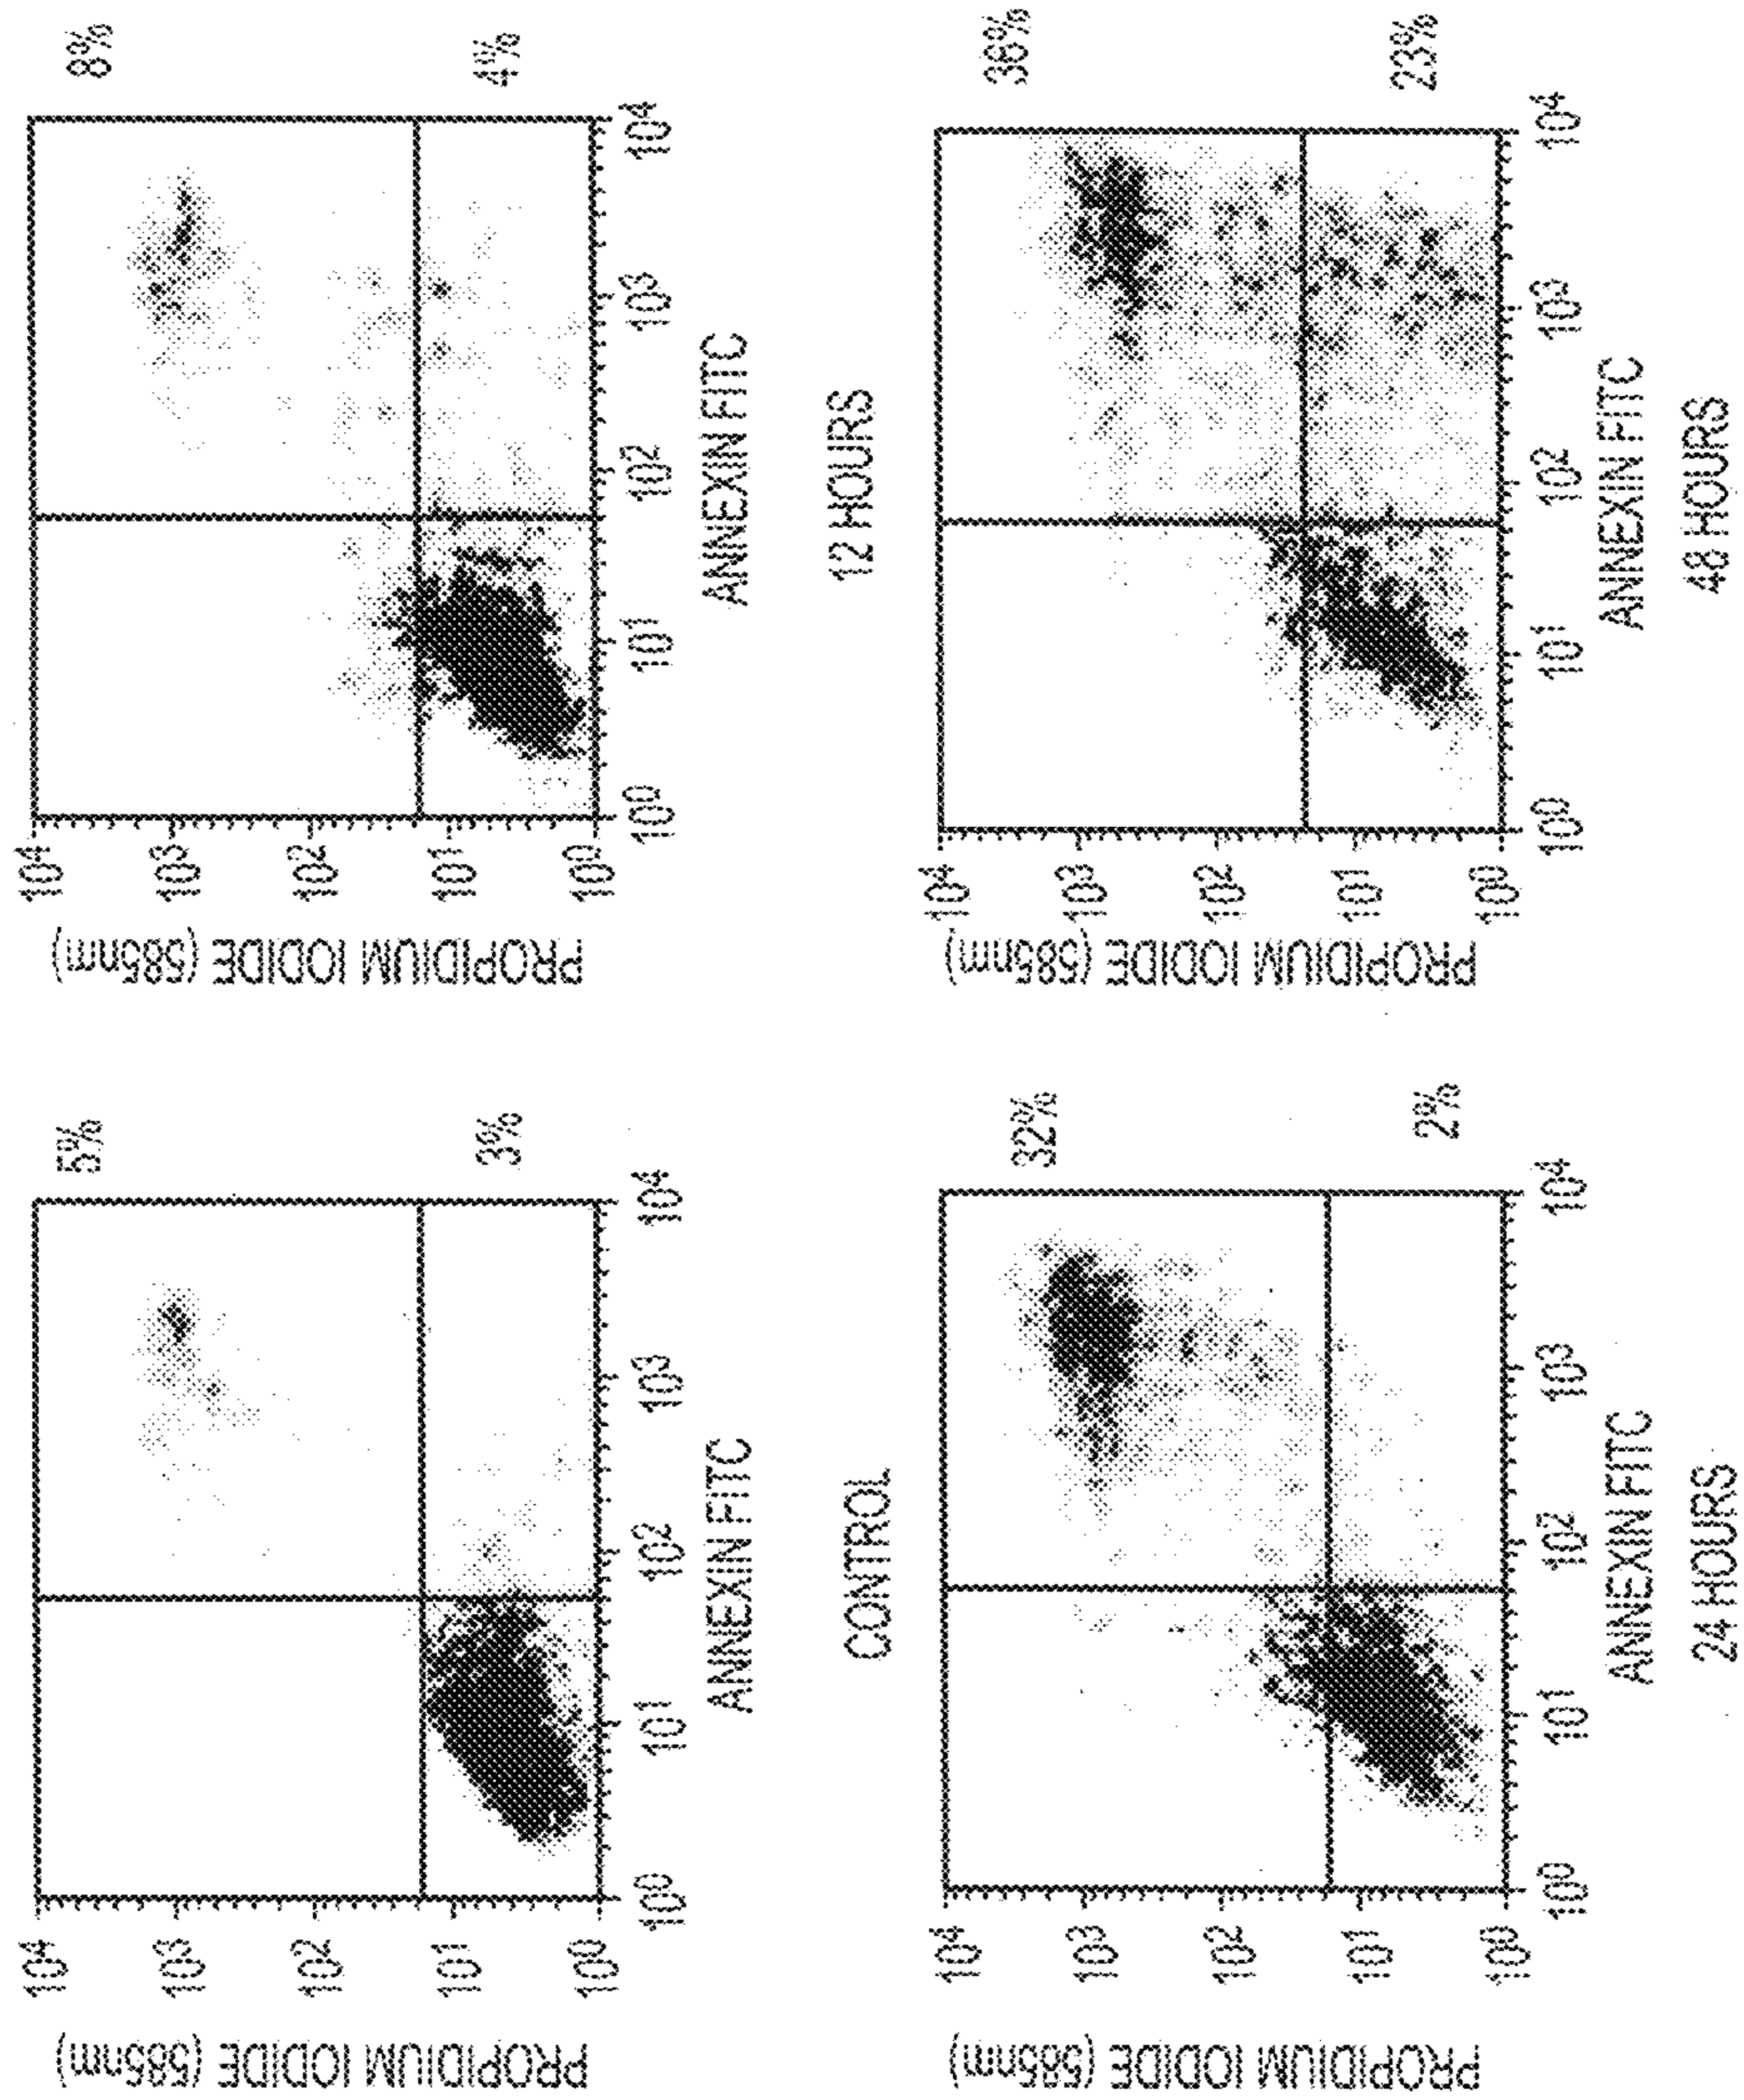 5%
3%
PROPIDIUM IODIDE (585nm)
10⁴
10³
10²
10¹
10⁰
10⁰ 10¹ 10² 10³ 10⁴
ANNEXIN FITC
CONTROL
8%
4%
PROPIDIUM IODIDE (585nm)
10⁴
10³
10²
10¹
10⁰
10⁰ 10¹ 10² 10³ 10⁴
ANNEXIN FITC
12 HOURS
32%
2%
PROPIDIUM IODIDE (585nm)
10⁴
10³
10²
10¹
10⁰
10⁰ 10¹ 10² 10³ 10⁴
ANNEXIN FITC
24 HOURS
36%
23%
PROPIDIUM IODIDE (585nm)
10⁴
10³
10²
10¹
10⁰
10⁰ 10¹ 10² 10³ 10⁴
ANNEXIN FITC
48 HOURS